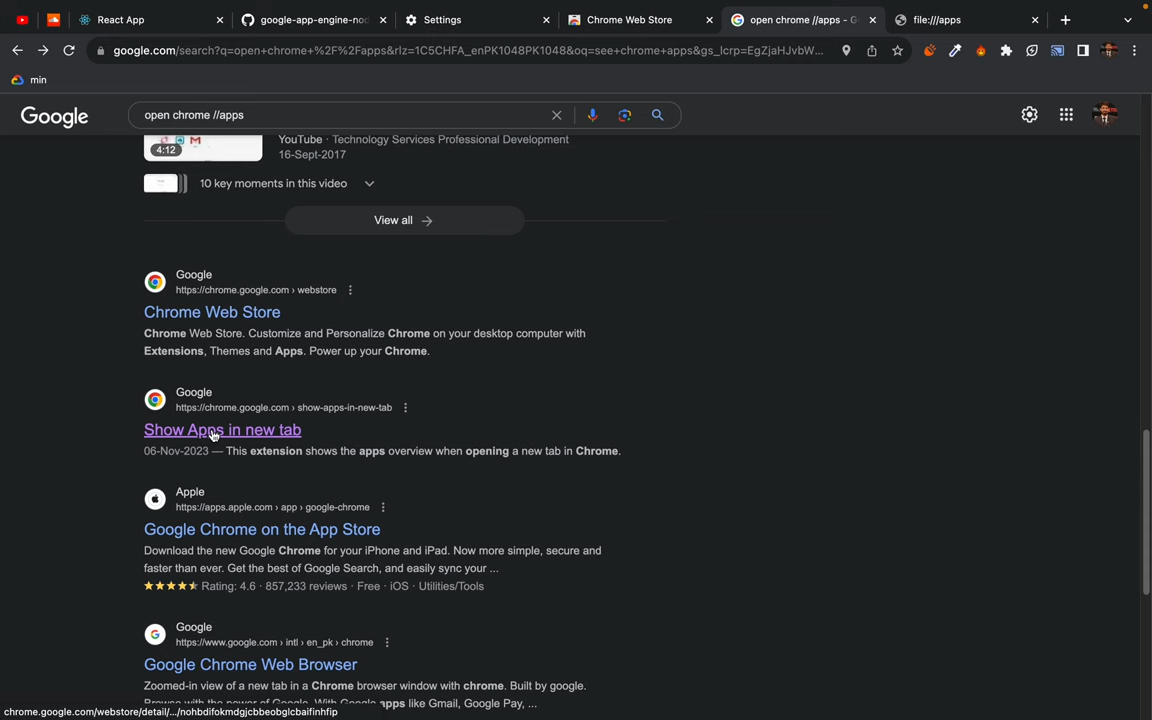 React App
google-app-engine-nod
Settings
Chrome Web Store
open chrome //apps - G
file:///apps
google.com/search?q=open+chrome+%2F%2Fapps&rlz=1C5CHFA_enPK1048PK1048&oq=see+chrome+apps&gs_lcrp=EgZjaHJvbW...
min
Google
open chrome //apps
4:12
YouTube · Technology Services Professional Development
16-Sept-2017
10 key moments in this video
View all
Google
https://chrome.google.com › webstore
Chrome Web Store
Chrome Web Store. Customize and Personalize Chrome on your desktop computer with
Extensions, Themes and Apps. Power up your Chrome.
Google
https://chrome.google.com › show-apps-in-new-tab
Show Apps in new tab
06-Nov-2023 — This extension shows the apps overview when opening a new tab in Chrome.
Apple
https://apps.apple.com › app › google-chrome
Google Chrome on the App Store
Download the new Google Chrome for your iPhone and iPad. Now more simple, secure and
faster than ever. Get the best of Google Search, and easily sync your ...
Rating: 4.6 · 857,233 reviews · Free · iOS · Utilities/Tools
Google
https://www.google.com › intl › en_pk › chrome
Google Chrome Web Browser
Zoomed-in view of a new tab in a Chrome browser window with chrome. Built by google.
Browse with the power of Google. With Google apps like Gmail, Google Pay, ...
chrome.google.com/webstore/detail/.../nohbdifokmdgjcbbeobglcbaifinhfip